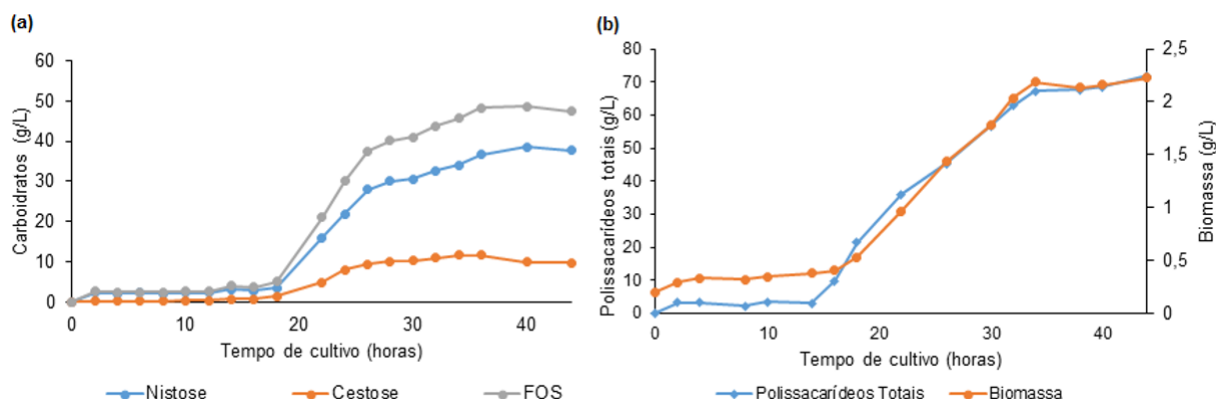 (a)
60
50
40
30
20
10
0
Carboidratos (g/L)
0
10
20
30
40
Tempo de cultivo (horas)
Nistose
Cestose
FOS
(b)
80
70
60
50
40
30
20
10
0
Polissacarídeos totais (g/L)
2,5
2
1,5
1
0,5
0
Biomassa (g/L)
0
10
20
30
40
Tempo de cultivo (horas)
Polissacarídeos Totais
Biomassa